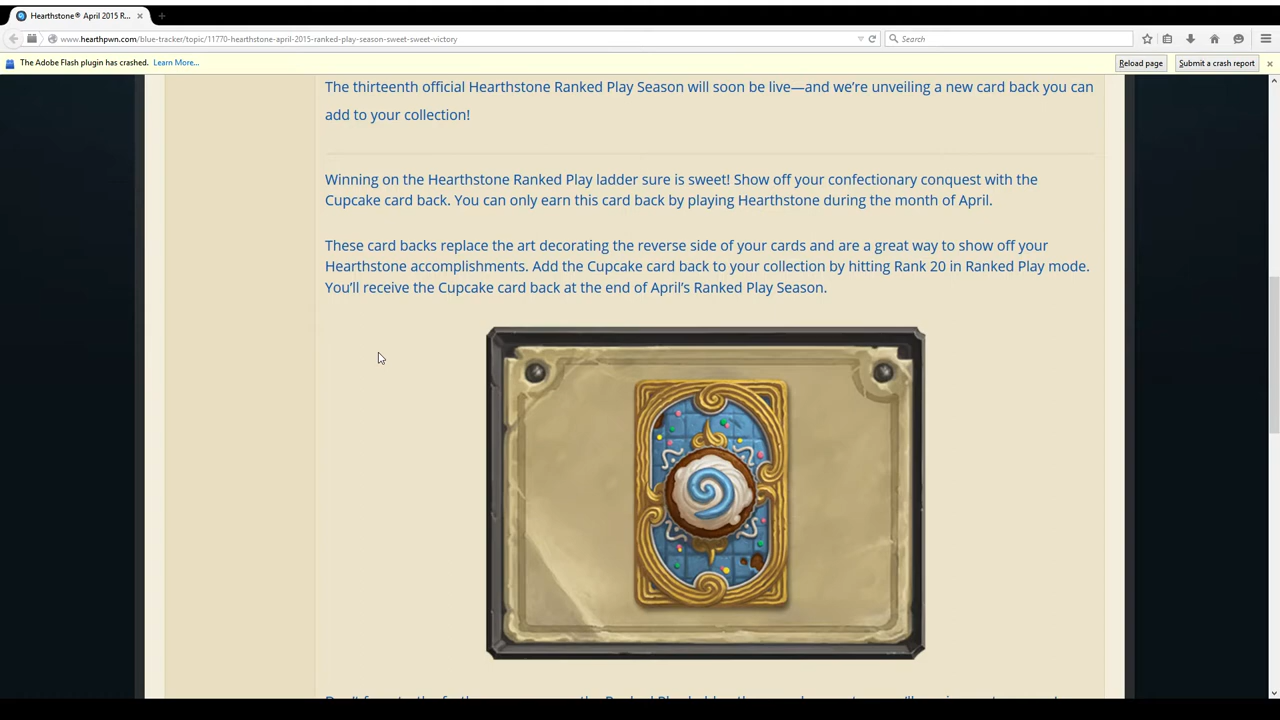 Hearthstone® April 2015 R...
www.hearthpwn.com/blue-tracker/topic/11770-hearthstone-april-2015-ranked-play-season-sweet-sweet-victory
Search
The Adobe Flash plugin has crashed. Learn More...
Reload page
Submit a crash report
The thirteenth official Hearthstone Ranked Play Season will soon be live—and we're unveiling a new card back you can
add to your collection!
Winning on the Hearthstone Ranked Play ladder sure is sweet! Show off your confectionary conquest with the
Cupcake card back. You can only earn this card back by playing Hearthstone during the month of April.
These card backs replace the art decorating the reverse side of your cards and are a great way to show off your
Hearthstone accomplishments. Add the Cupcake card back to your collection by hitting Rank 20 in Ranked Play mode.
You'll receive the Cupcake card back at the end of April's Ranked Play Season.